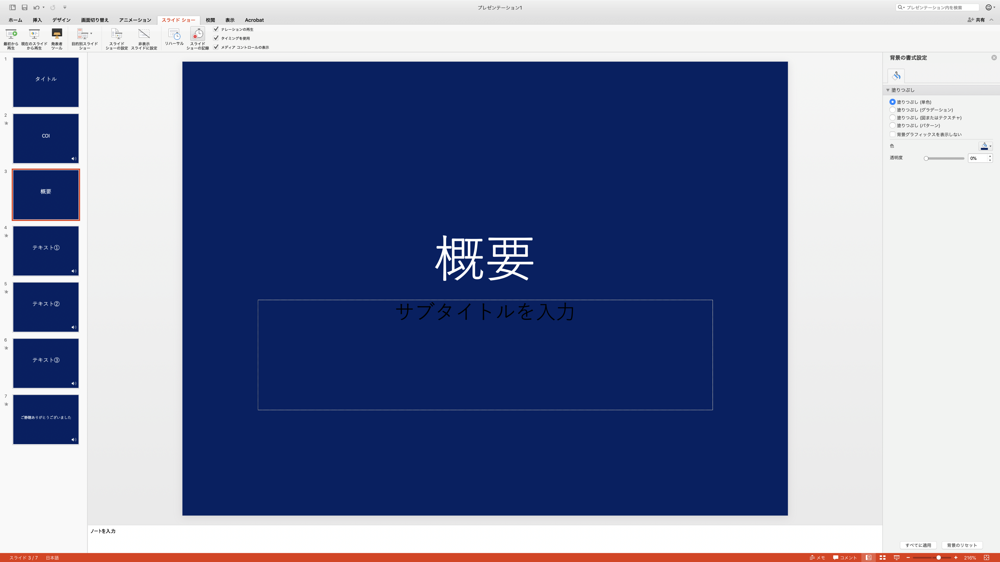 プレゼンテーション1
プレゼンテーション内を検索
ホーム 挿入 デザイン 画面切り替え アニメーション スライド ショー 校閲 表示 Acrobat
共有
最初から
再生
現在のスライド
から再生
発表者
ツール
目的別スライド
ショー
スライド
ショーの設定
非表示
スライドに設定
リハーサル
スライド
ショーの記録
ナレーションの再生
タイミングを使用
メディア コントロールの表示
1
タイトル
2
COI
3
概要
4
テキスト①
5
テキスト②
6
テキスト③
7
ご静聴ありがとうございました
概要
サブタイトルを入力
ノートを入力
背景の書式設定
塗りつぶし
塗りつぶし (単色)
塗りつぶし (グラデーション)
塗りつぶし (図またはテクスチャ)
塗りつぶし (パターン)
背景グラフィックスを表示しない
色
透明度
0%
すべてに適用
背景のリセット
スライド 3 / 7
日本語
メモ
コメント
216%